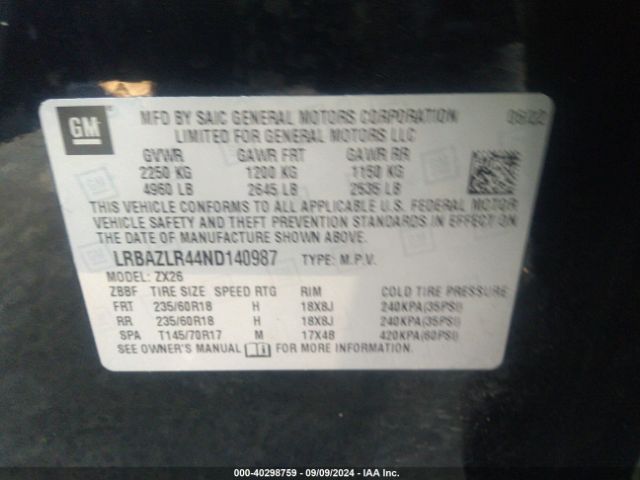 GM
MFD BY SAIC GENERAL MOTORS CORPORATION
LIMITED FOR GENERAL MOTORS LLC
GVWR GAWR FRT GAWR RR
2250 KG 1200 KG 1150 KG
4960 LB 2645 LB 2535 LB
THIS VEHICLE CONFORMS TO ALL APPLICABLE U.S. FEDERAL MOTOR
VEHICLE SAFETY AND THEFT PREVENTION STANDARDS IN EFFECT ON
THE DATE OF MANUFACTURE SHOWN ABOVE.
LRBAZLR44ND140987 TYPE: M.P.V.
MODEL: ZX26
ZBBF TIRE SIZE SPEED RTG RIM COLD TIRE PRESSURE
FRT 235/60R18 H 18X8J 240KPA(35PSI)
RR 235/60R18 H 18X8J 240KPA(35PSI)
SPA T145/70R17 M 17X4B 420KPA(60PSI)
SEE OWNER'S MANUAL FOR MORE INFORMATION.
000-40298759 - 09/09/2024 - IAA Inc.